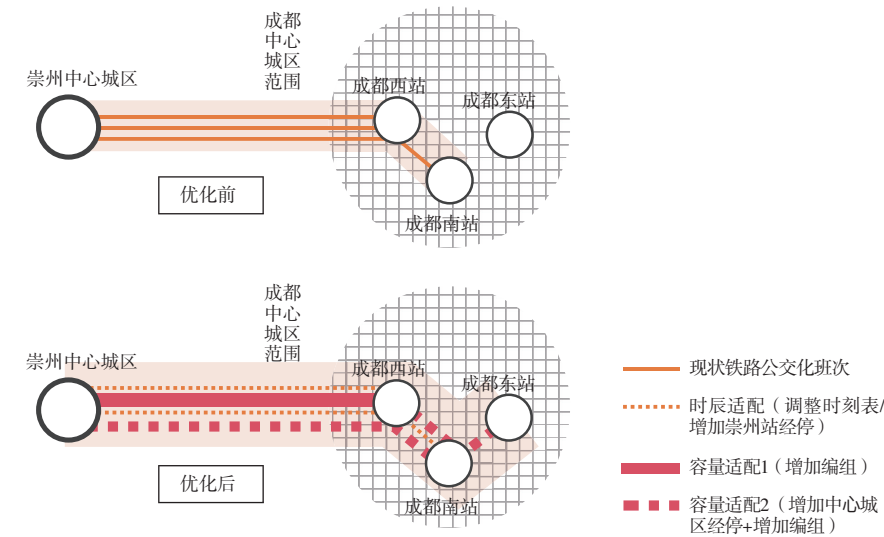 成都
中心
城区
范围
崇州中心城区
成都西站
成都东站
优化前
成都南站
成都
中心
城区
范围
崇州中心城区
成都西站
成都东站
优化后
成都南站
现状铁路公交化班次
时辰适配（调整时刻表/
增加崇州站经停）
容量适配1（增加编组）
容量适配2（增加中心城
区经停+增加编组）